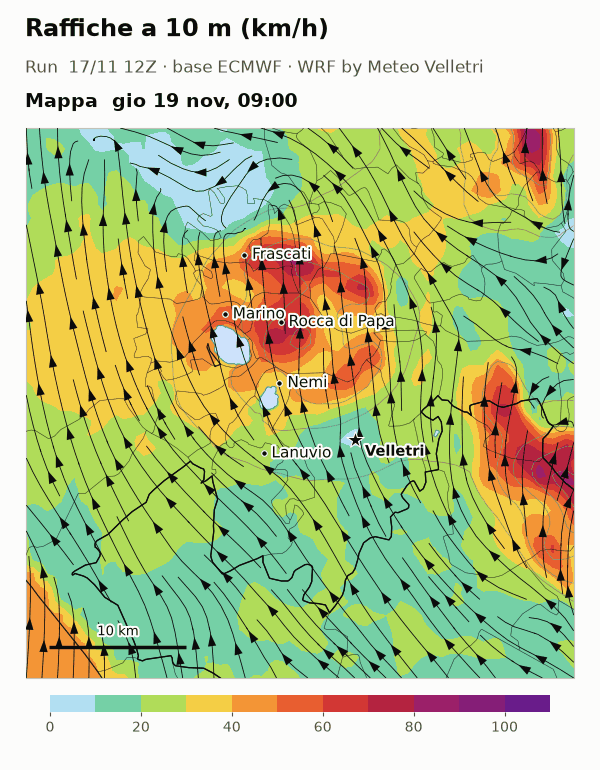 Raffiche a 10 m (km/h)
Run  17/11 12Z · base ECMWF · WRF by Meteo Velletri
Mappa  gio 19 nov, 09:00
Frascati
Marino
Rocca di Papa
Nemi
Velletri
Lanuvio
10 km
0 20 40 60 80 100